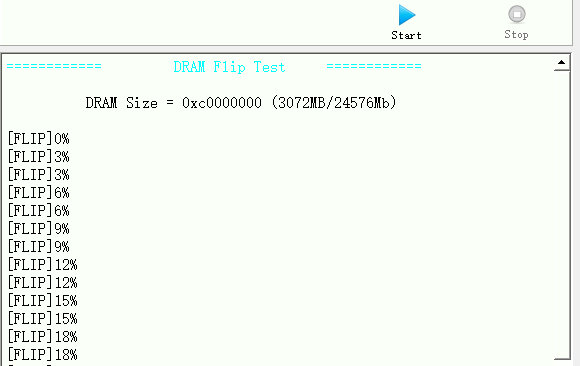 Start Stop
============ DRAM Flip Test ============
DRAM Size = 0xc0000000 (3072MB/24576Mb)
[FLIP]0%
[FLIP]3%
[FLIP]3%
[FLIP]6%
[FLIP]6%
[FLIP]9%
[FLIP]9%
[FLIP]12%
[FLIP]12%
[FLIP]15%
[FLIP]15%
[FLIP]18%
[FLIP]18%